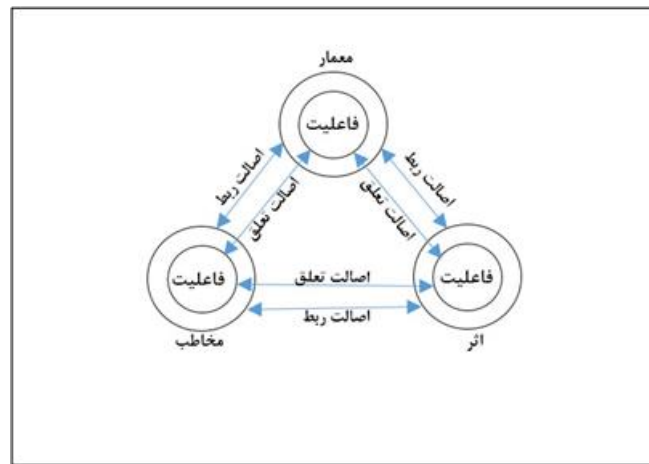 معمار
فاعلیت
اصالت ربط
اصالت ربط
اصالت تعلق
اصالت تعلق
فاعلیت
اصالت تعلق
فاعلیت
اصالت ربط
اثر
مخاطب